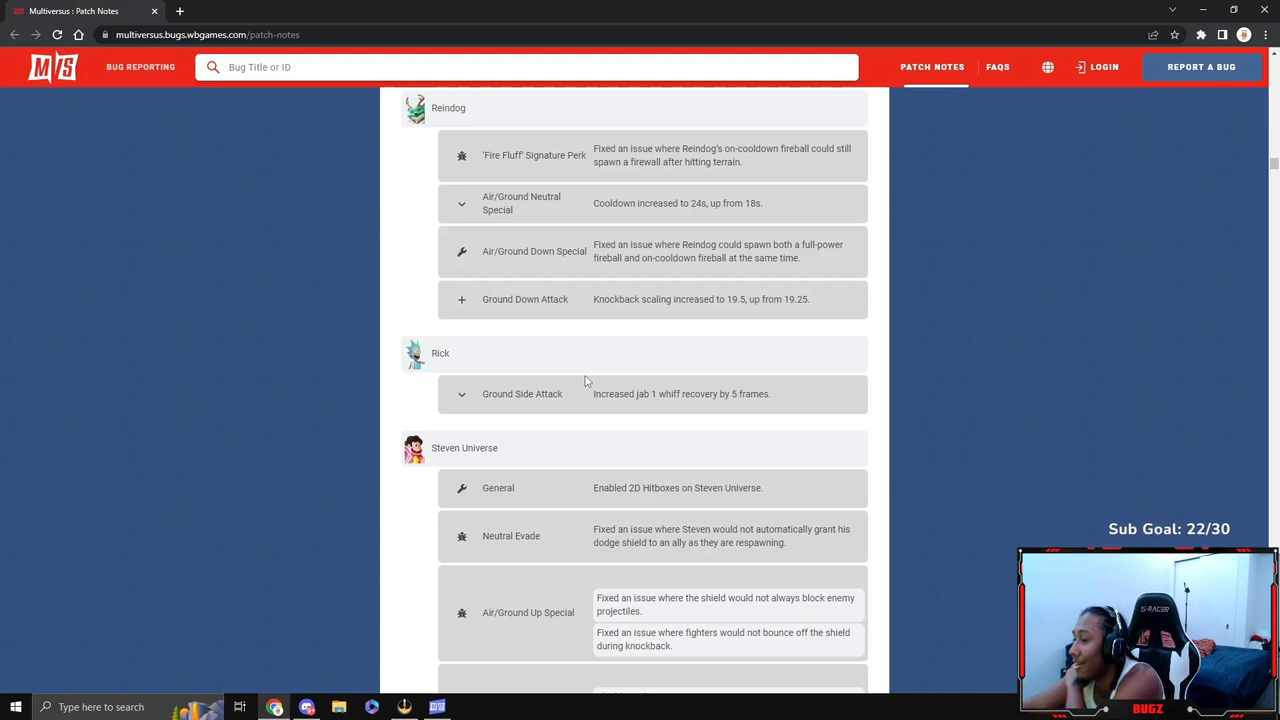 Multiversus : Patch Notes
multiversus.bugs.wbgames.com/patch-notes
MVS
BUG REPORTING
Bug Title or ID
PATCH NOTES
FAQS
LOGIN
REPORT A BUG
Reindog
'Fire Fluff' Signature Perk
Fixed an issue where Reindog's on-cooldown fireball could still
spawn a firewall after hitting terrain.
Air/Ground Neutral
Special
Cooldown increased to 24s, up from 18s.
Air/Ground Down Special
Fixed an issue where Reindog could spawn both a full-power
fireball and on-cooldown fireball at the same time.
Ground Down Attack
Knockback scaling increased to 19.5, up from 19.25.
Rick
Ground Side Attack
Increased jab 1 whiff recovery by 5 frames.
Steven Universe
General
Enabled 2D Hitboxes on Steven Universe.
Neutral Evade
Fixed an issue where Steven would not automatically grant his
dodge shield to an ally as they are respawning.
Air/Ground Up Special
Fixed an issue where the shield would not always block enemy
projectiles.
Fixed an issue where fighters would not bounce off the shield
during knockback.
Sub Goal: 22/30
S-RACER
BUGZ
Type here to search